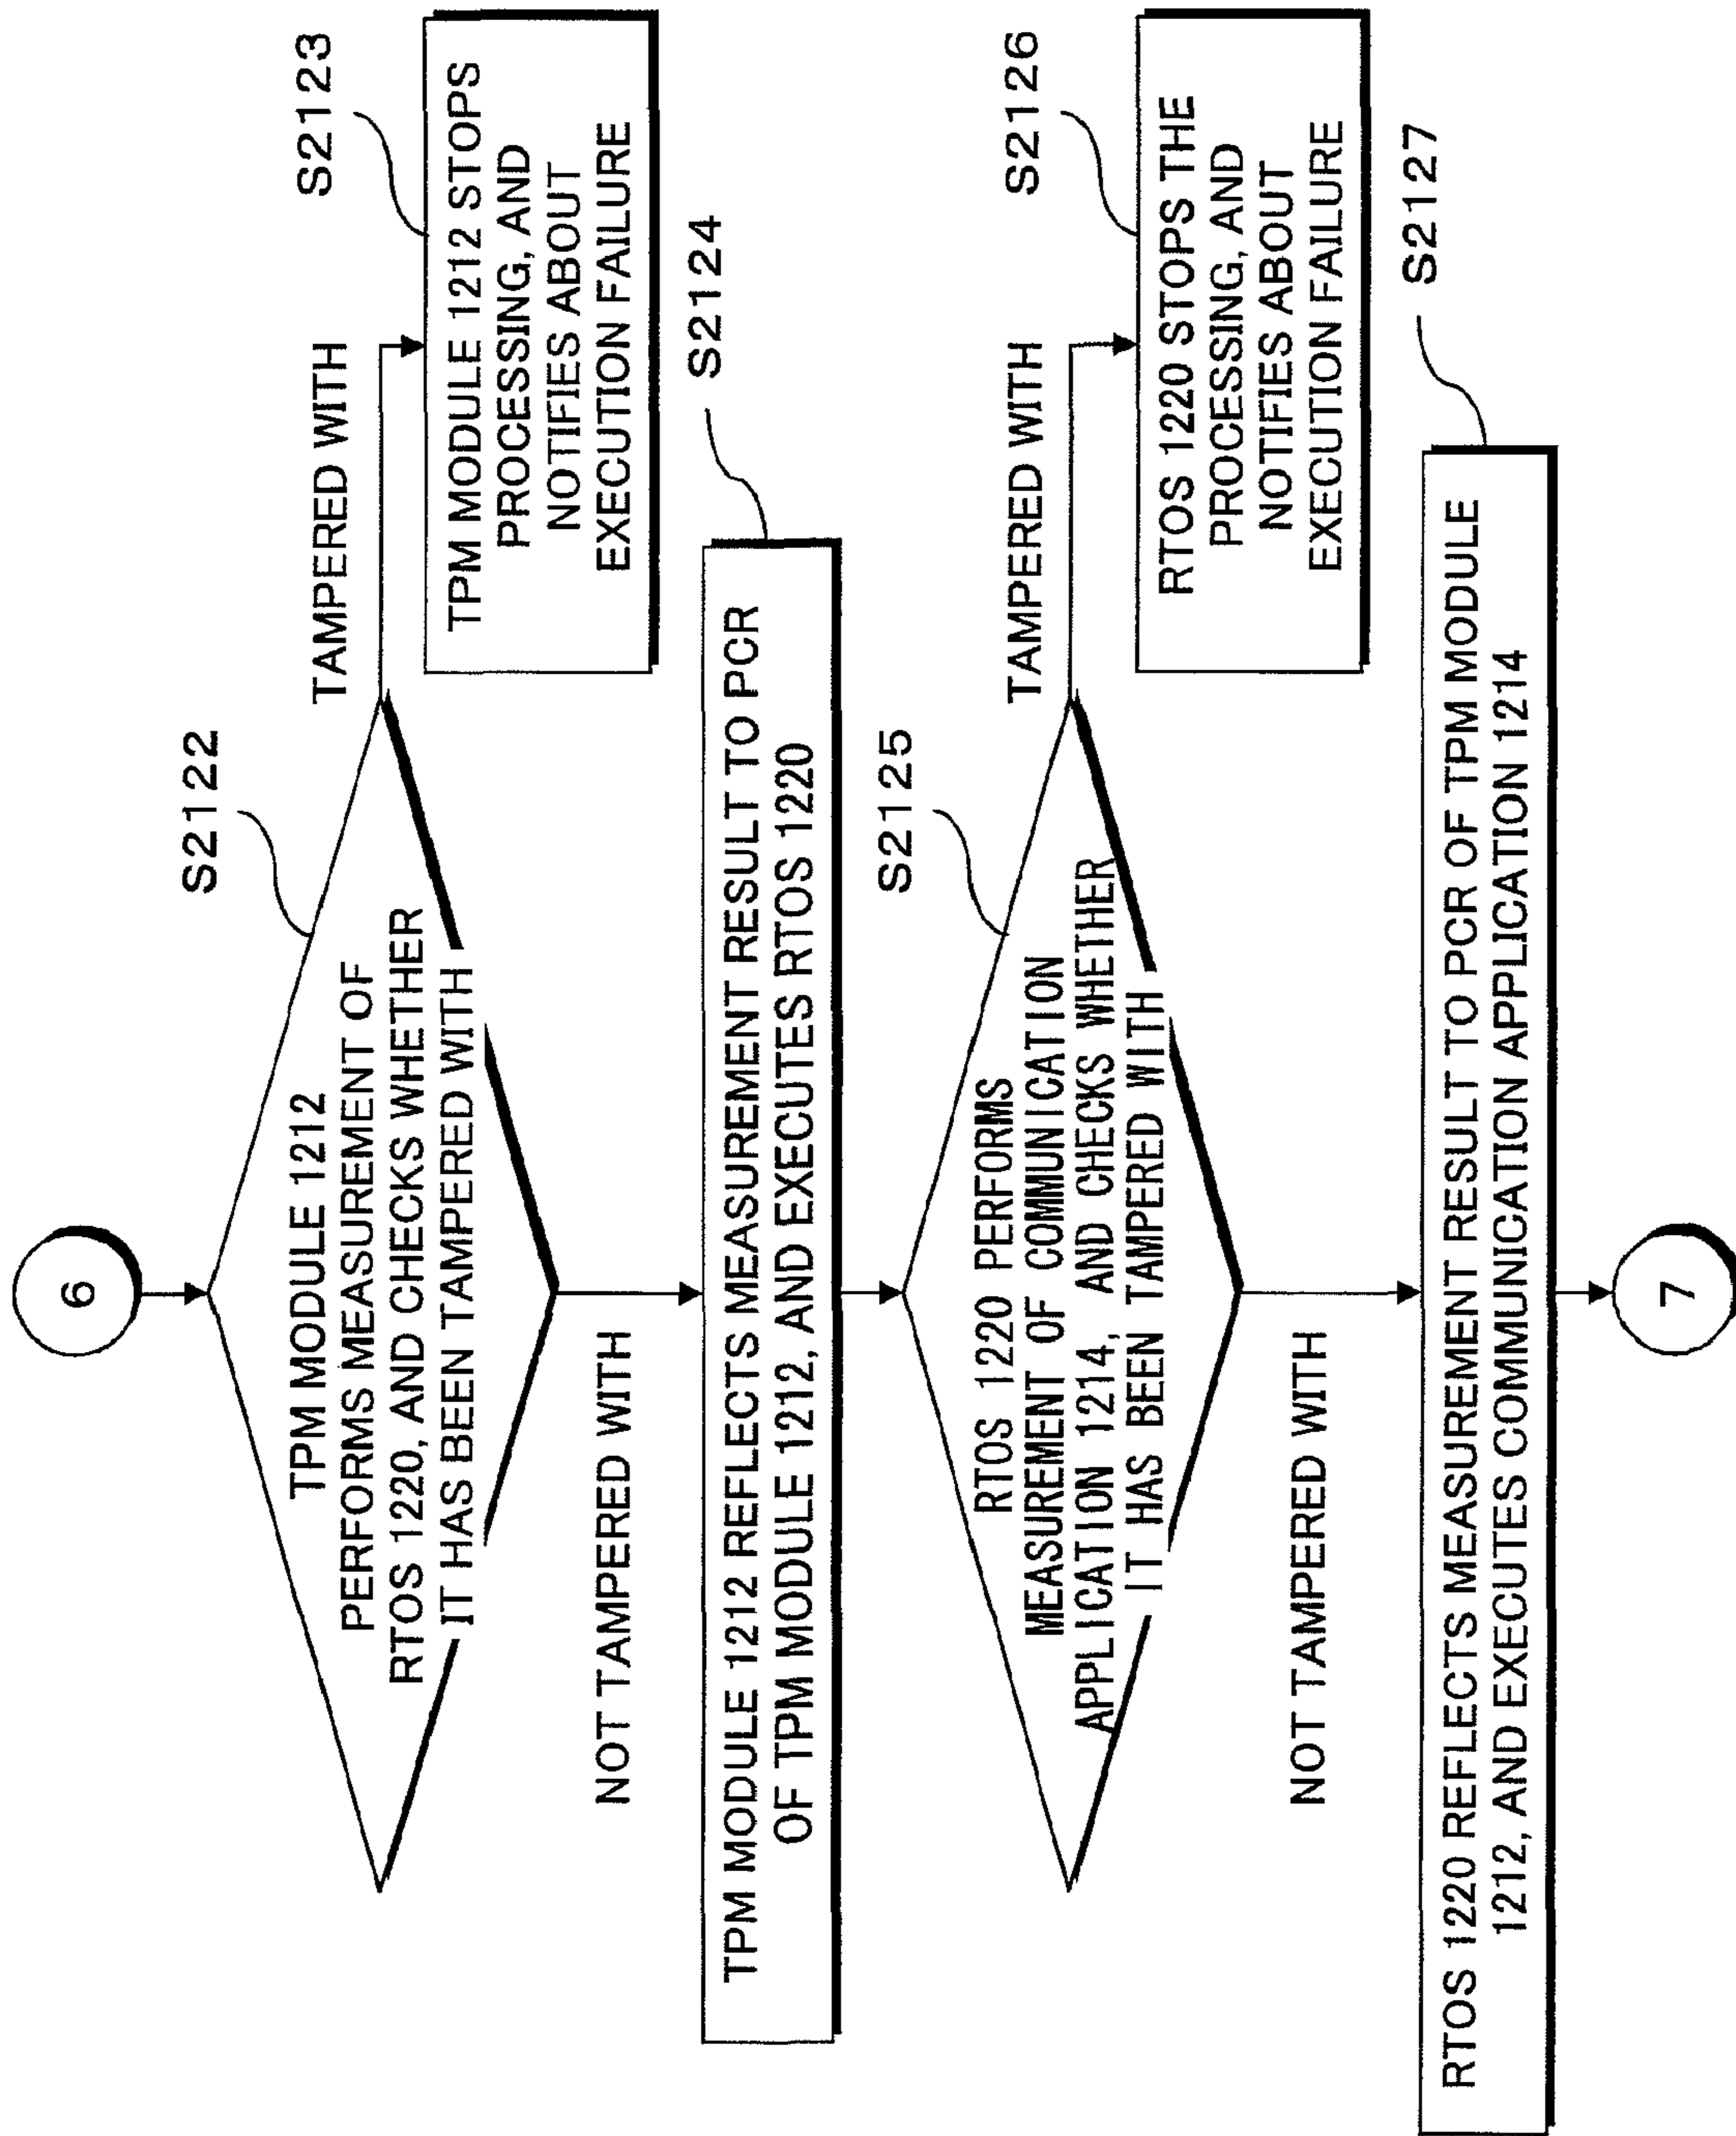 6
S2122
TPM MODULE 1212
PERFORMS MEASUREMENT OF
RTOS 1220, AND CHECKS WHETHER
IT HAS BEEN TAMPERED WITH
TAMPERED WITH
S2123
TPM MODULE 1212 STOPS
PROCESSING, AND
NOTIFIES ABOUT
EXECUTION FAILURE
NOT TAMPERED WITH
S2124
TPM MODULE 1212 REFLECTS MEASUREMENT RESULT TO PCR
OF TPM MODULE 1212, AND EXECUTES RTOS 1220
S2125
RTOS 1220 PERFORMS
MEASUREMENT OF COMMUNICATION
APPLICATION 1214, AND CHECKS WHETHER
IT HAS BEEN TAMPERED WITH
TAMPERED WITH
S2126
RTOS 1220 STOPS THE
PROCESSING, AND
NOTIFIES ABOUT
EXECUTION FAILURE
NOT TAMPERED WITH
S2127
RTOS 1220 REFLECTS MEASUREMENT RESULT TO PCR OF TPM MODULE
1212, AND EXECUTES COMMUNICATION APPLICATION 1214
7